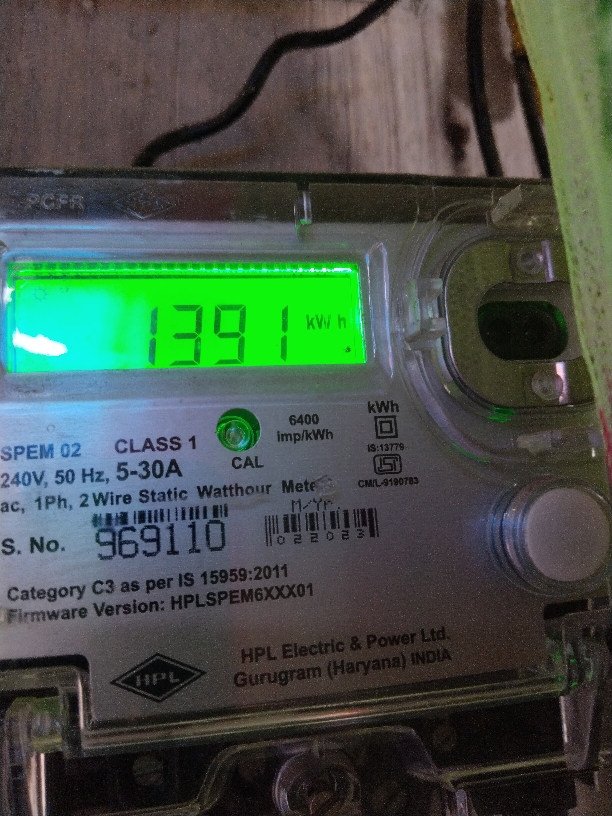 PGFR
1391 kWh
6400
imp/kWh
kWh
IS:13779
CM/L-9190783
CAL
SPEM 02 CLASS 1
240V, 50 Hz, 5-30A
ac, 1Ph, 2 Wire Static Watthour Meter
M/Yr.
S. No. 969110
022023
Category C3 as per IS 15959:2011
Firmware Version: HPLSPEM6XXX01
HPL
HPL Electric & Power Ltd.
Gurugram (Haryana) INDIA